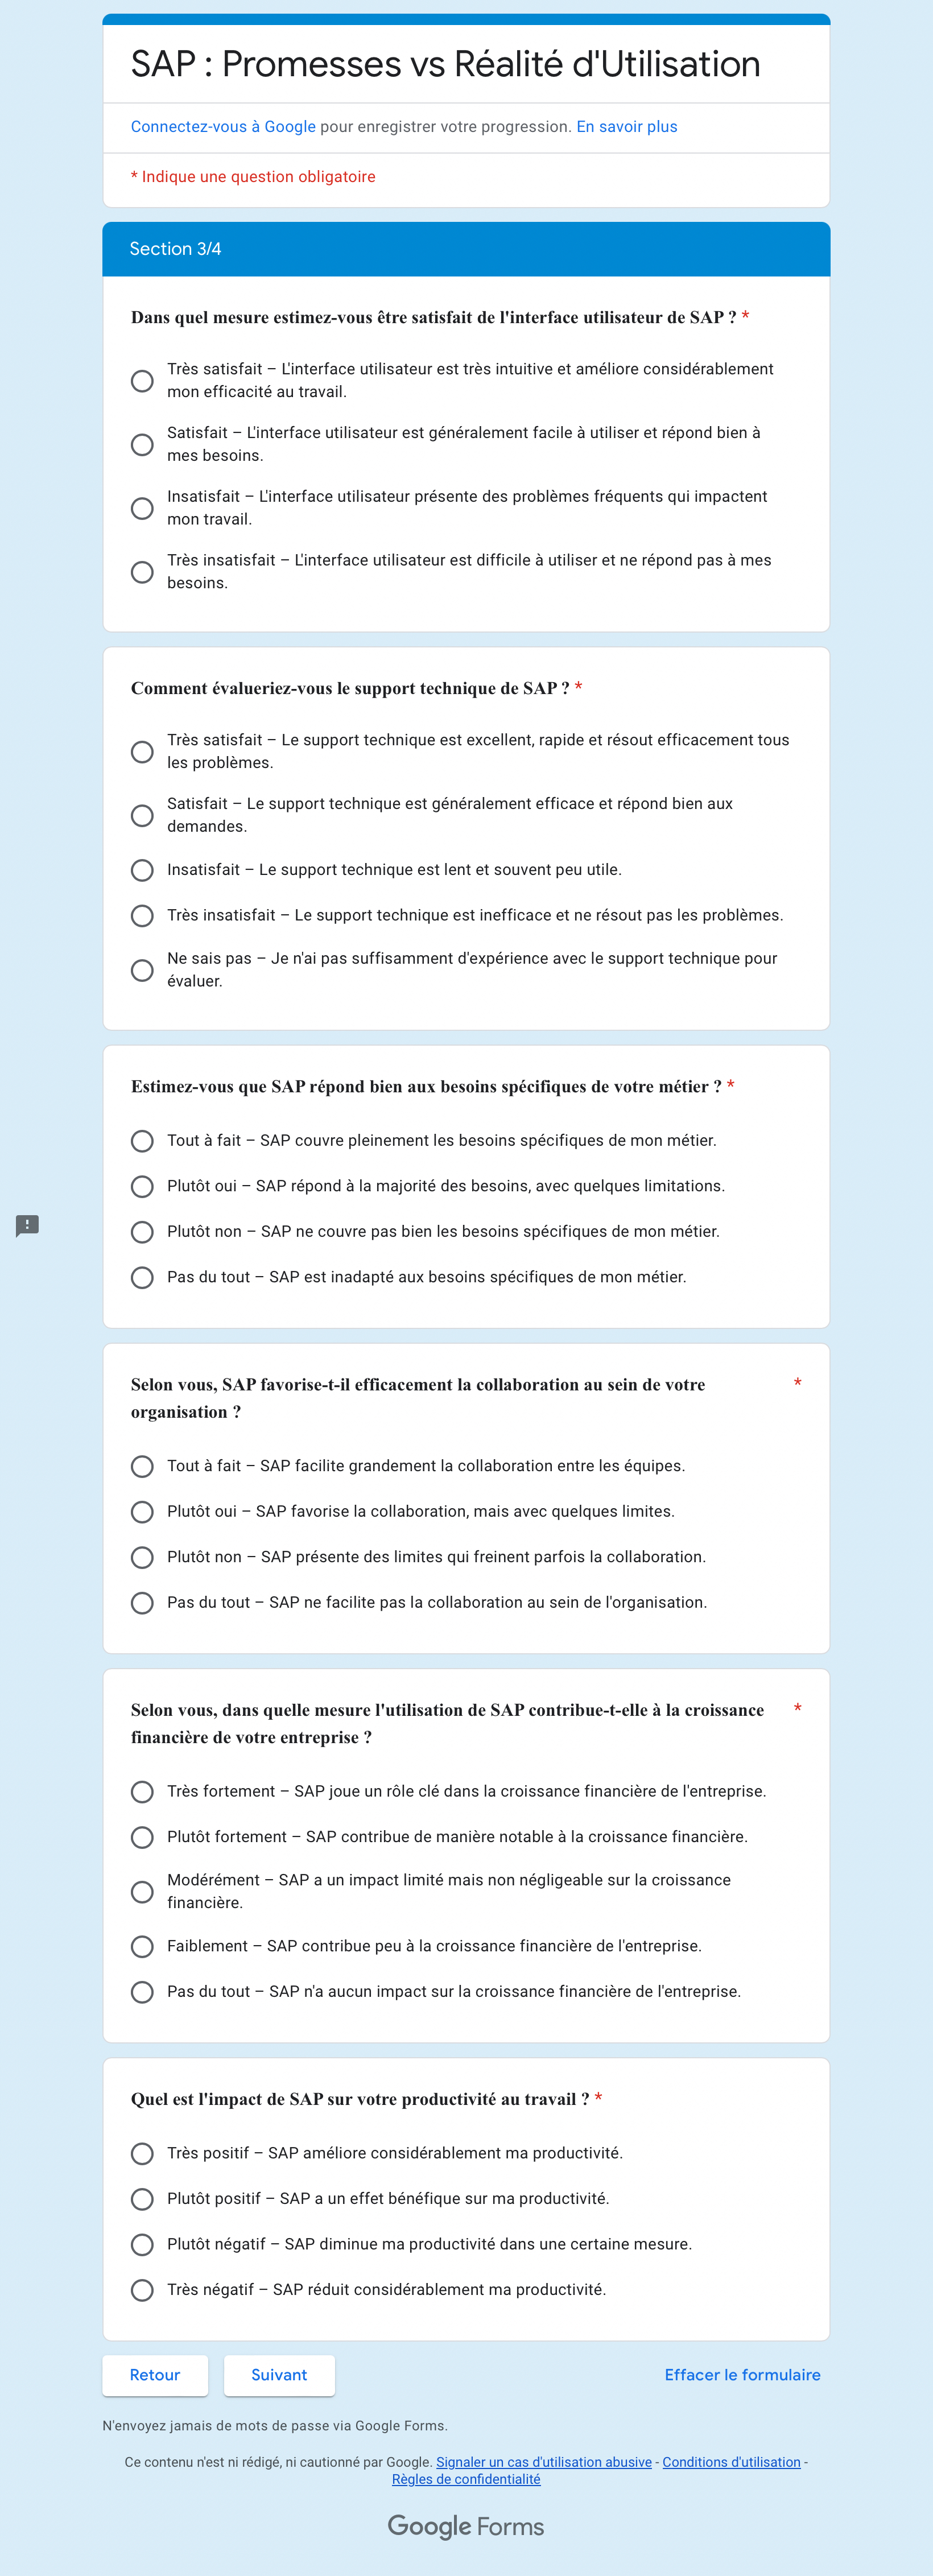 SAP : Promesses vs Réalité d'Utilisation
Connectez-vous à Google pour enregistrer votre progression. En savoir plus
* Indique une question obligatoire
Section 3/4
Dans quel mesure estimez-vous être satisfait de l'interface utilisateur de SAP ? *
Très satisfait – L'interface utilisateur est très intuitive et améliore considérablement
mon efficacité au travail.
Satisfait – L'interface utilisateur est généralement facile à utiliser et répond bien à
mes besoins.
Insatisfait – L'interface utilisateur présente des problèmes fréquents qui impactent
mon travail.
Très insatisfait – L'interface utilisateur est difficile à utiliser et ne répond pas à mes
besoins.
Comment évalueriez-vous le support technique de SAP ? *
Très satisfait – Le support technique est excellent, rapide et résout efficacement tous
les problèmes.
Satisfait – Le support technique est généralement efficace et répond bien aux
demandes.
Insatisfait – Le support technique est lent et souvent peu utile.
Très insatisfait – Le support technique est inefficace et ne résout pas les problèmes.
Ne sais pas – Je n'ai pas suffisamment d'expérience avec le support technique pour
évaluer.
Estimez-vous que SAP répond bien aux besoins spécifiques de votre métier ? *
Tout à fait – SAP couvre pleinement les besoins spécifiques de mon métier.
Plutôt oui – SAP répond à la majorité des besoins, avec quelques limitations.
Plutôt non – SAP ne couvre pas bien les besoins spécifiques de mon métier.
Pas du tout – SAP est inadapté aux besoins spécifiques de mon métier.
Selon vous, SAP favorise-t-il efficacement la collaboration au sein de votre *
organisation ?
Tout à fait – SAP facilite grandement la collaboration entre les équipes.
Plutôt oui – SAP favorise la collaboration, mais avec quelques limites.
Plutôt non – SAP présente des limites qui freinent parfois la collaboration.
Pas du tout – SAP ne facilite pas la collaboration au sein de l'organisation.
Selon vous, dans quelle mesure l'utilisation de SAP contribue-t-elle à la croissance *
financière de votre entreprise ?
Très fortement – SAP joue un rôle clé dans la croissance financière de l'entreprise.
Plutôt fortement – SAP contribue de manière notable à la croissance financière.
Modérément – SAP a un impact limité mais non négligeable sur la croissance
financière.
Faiblement – SAP contribue peu à la croissance financière de l'entreprise.
Pas du tout – SAP n'a aucun impact sur la croissance financière de l'entreprise.
Quel est l'impact de SAP sur votre productivité au travail ? *
Très positif – SAP améliore considérablement ma productivité.
Plutôt positif – SAP a un effet bénéfique sur ma productivité.
Plutôt négatif – SAP diminue ma productivité dans une certaine mesure.
Très négatif – SAP réduit considérablement ma productivité.
Retour Suivant Effacer le formulaire
N'envoyez jamais de mots de passe via Google Forms.
Ce contenu n'est ni rédigé, ni cautionné par Google. Signaler un cas d'utilisation abusive - Conditions d'utilisation -
Règles de confidentialité
Google Forms